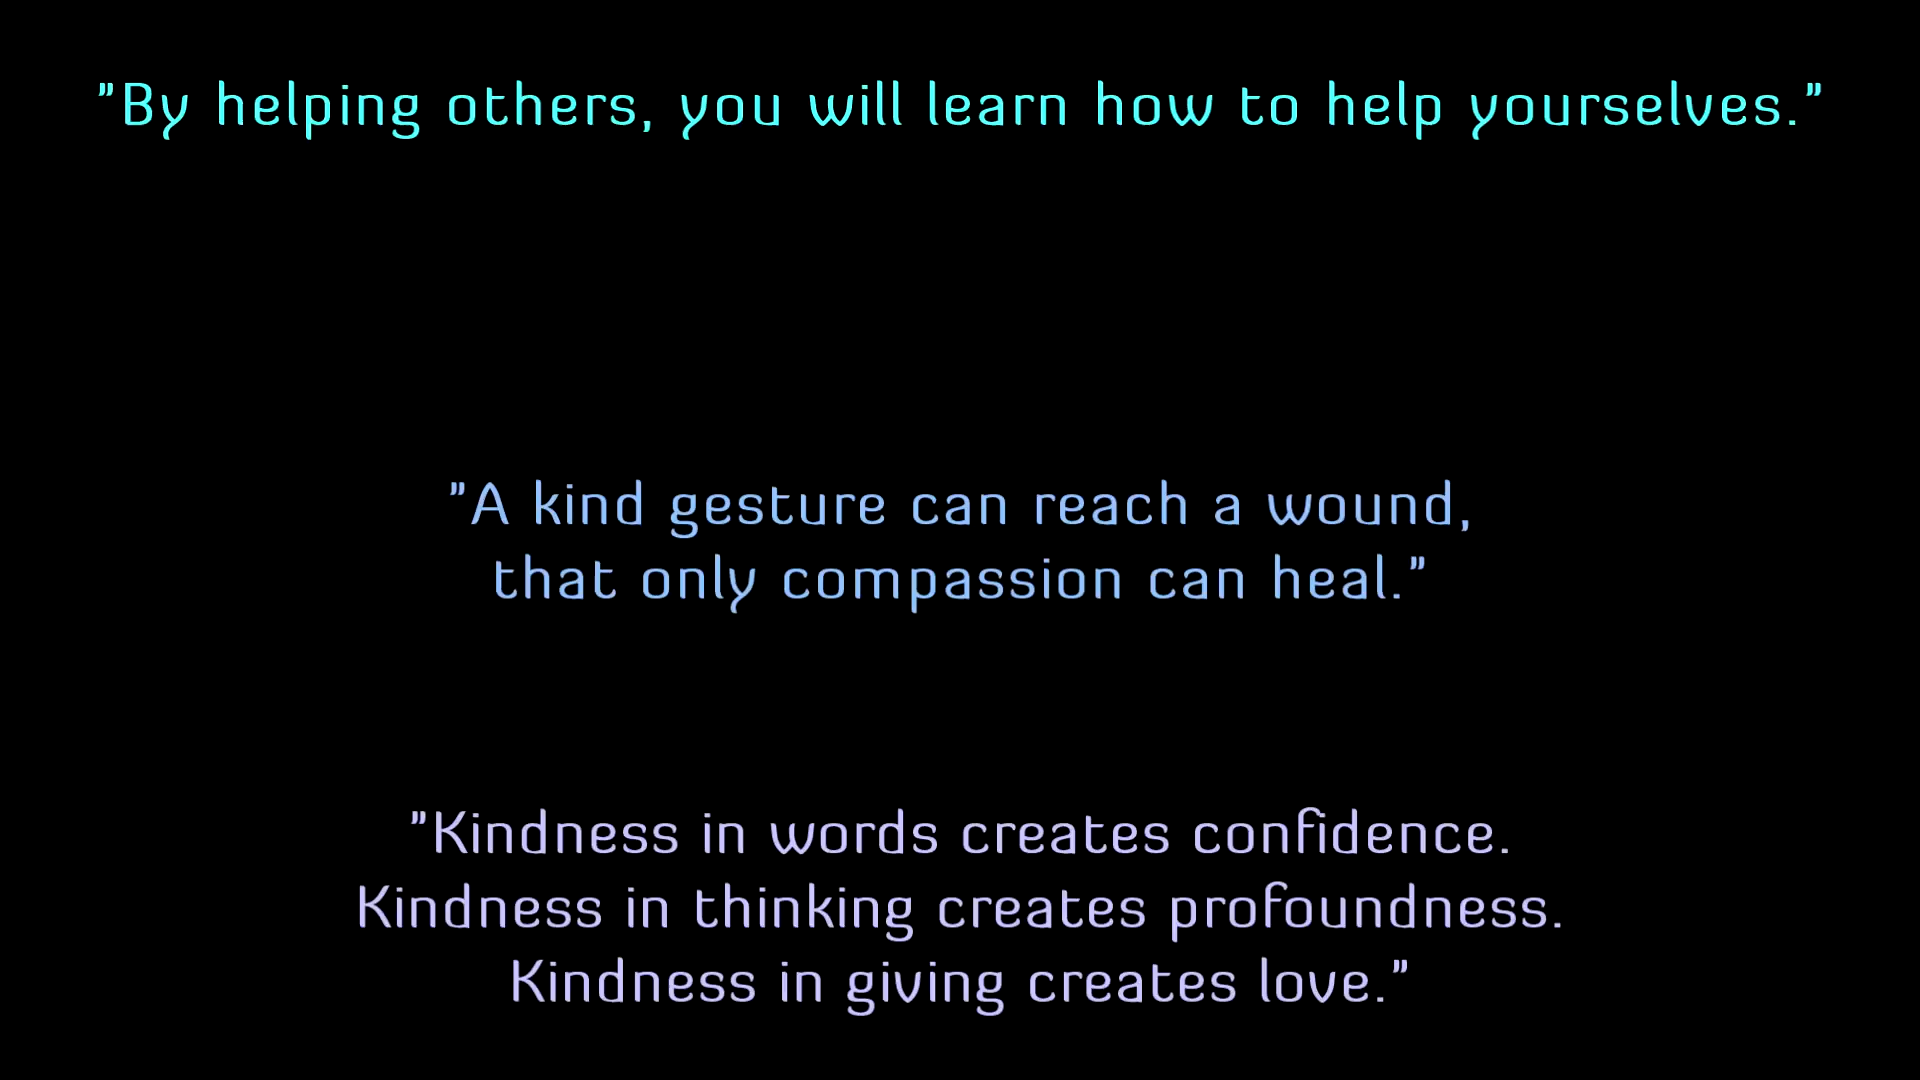 "By helping others, you will learn how to help yourselves."
"A kind gesture can reach a wound,
that only compassion can heal."
"Kindness in words creates confidence.
Kindness in thinking creates profoundness.
Kindness in giving creates love."